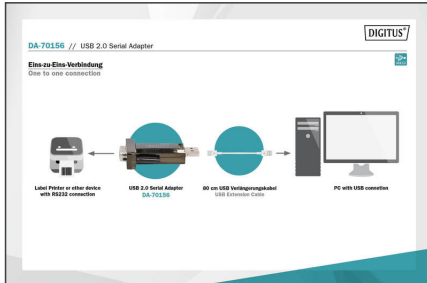 DIGITUS®
DA-70156 // USB 2.0 Serial Adapter
Eins-zu-Eins-Verbindung
One to one connection
Label Printer or other device
with RS232 connection
USB 2.0 Serial Adapter
DA-70156
80 cm USB Verlängerungskabel
USB Extension Cable
PC with USB connetion